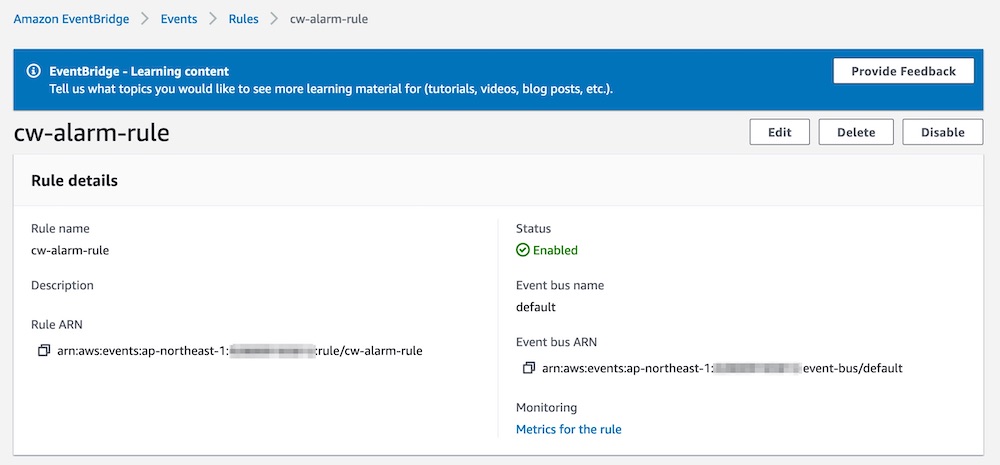 Amazon EventBridge > Events > Rules > cw-alarm-rule
EventBridge - Learning content
Tell us what topics you would like to see more learning material for (tutorials, videos, blog posts, etc.).
Provide Feedback
cw-alarm-rule
Edit
Delete
Disable
Rule details
Rule name
cw-alarm-rule
Description
Rule ARN
arn:aws:events:ap-northeast-1: :rule/cw-alarm-rule
Status
Enabled
Event bus name
default
Event bus ARN
arn:aws:events:ap-northeast-1: event-bus/default
Monitoring
Metrics for the rule